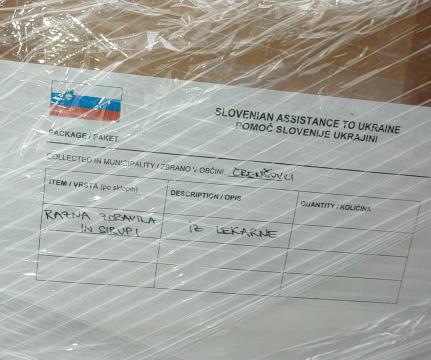 SLOVENIAN ASSISTANCE TO UKRAINE
POMOČ SLOVENIJE UKRAJINI
PACKAGE / PAKET
COLLECTED IN MUNICIPALITY / ZBRANO V OBČINI: ČRENŠOVCI
ITEM / VRSTA (po sklopih) DESCRIPTION / OPIS QUANTITY / KOLIČINA
RAZNA ZDRAVILA IZ LEKARNE
IN SIRUPI